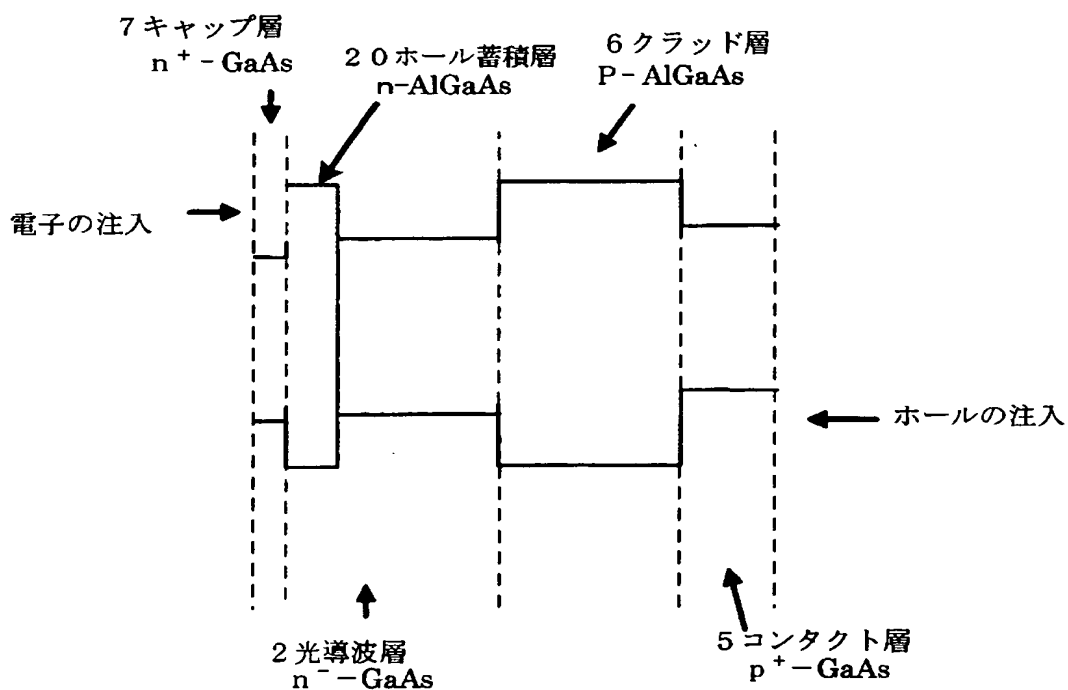 7キャップ層
n⁺-GaAs
20ホール蓄積層
n-AlGaAs
6クラッド層
P-AlGaAs
電子の注入
ホールの注入
2光導波層
n⁻-GaAs
5コンタクト層
p⁺-GaAs